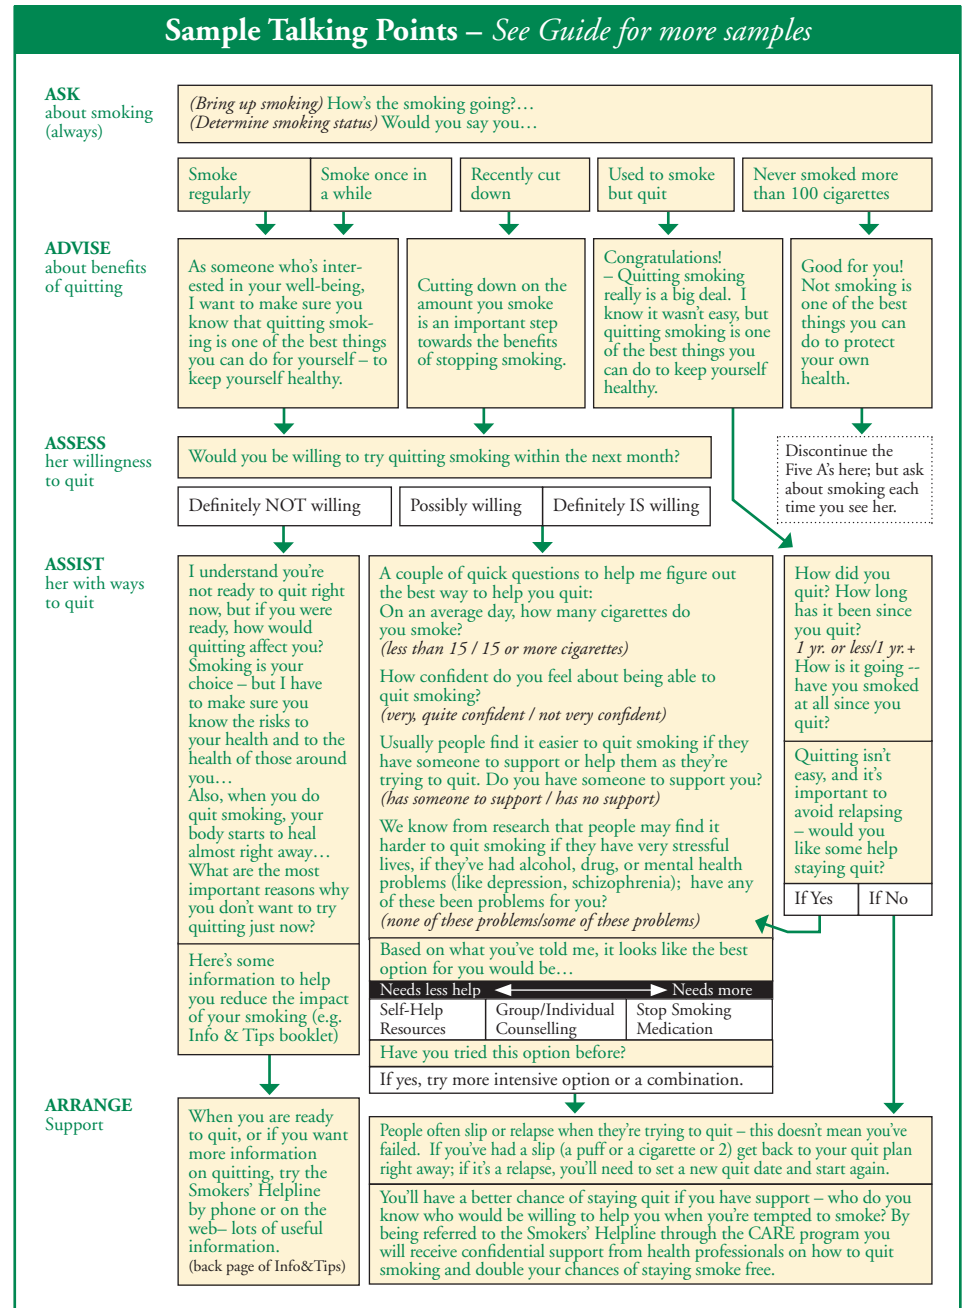 Sample Talking Points – See Guide for more samples
ASK
about smoking
(always)
(Bring up smoking) How's the smoking going?…
(Determine smoking status) Would you say you…
Smoke
regularly
Smoke once in
a while
Recently cut
down
Used to smoke
but quit
Never smoked more
than 100 cigarettes
ADVISE
about benefits
of quitting
As someone who's inter-
ested in your well-being,
I want to make sure you
know that quitting smok-
ing is one of the best things
you can do for yourself – to
keep yourself healthy.
Cutting down on the
amount you smoke
is an important step
towards the benefits
of stopping smoking.
Congratulations!
– Quitting smoking
really is a big deal. I
know it wasn't easy, but
quitting smoking is one
of the best things you
can do to keep yourself
healthy.
Good for you!
Not smoking is
one of the best
things you can
do to protect
your own
health.
ASSESS
her willingness
to quit
Would you be willing to try quitting smoking within the next month?
Definitely NOT willing
Possibly willing
Definitely IS willing
Discontinue the
Five A's here; but ask
about smoking each
time you see her.
ASSIST
her with ways
to quit
I understand you're
not ready to quit right
now, but if you were
ready, how would
quitting affect you?
Smoking is your
choice – but I have
to make sure you
know the risks to
your health and to the
health of those around
you…
Also, when you do
quit smoking, your
body starts to heal
almost right away…
What are the most
important reasons why
you don't want to try
quitting just now?
Here's some
information to help
you reduce the impact
of your smoking (e.g.
Info & Tips booklet)
A couple of quick questions to help me figure out
the best way to help you quit:
On an average day, how many cigarettes do
you smoke?
(less than 15 / 15 or more cigarettes)
How confident do you feel about being able to
quit smoking?
(very, quite confident / not very confident)
Usually people find it easier to quit smoking if they
have someone to support or help them as they're
trying to quit. Do you have someone to support you?
(has someone to support / has no support)
We know from research that people may find it
harder to quit smoking if they have very stressful
lives, if they've had alcohol, drug, or mental health
problems (like depression, schizophrenia); have any
of these been problems for you?
(none of these problems/some of these problems)
Based on what you've told me, it looks like the best
option for you would be…
Needs less help
Needs more
Self-Help
Resources
Group/Individual
Counselling
Stop Smoking
Medication
Have you tried this option before?
If yes, try more intensive option or a combination.
How did you
quit? How long
has it been since
you quit?
1 yr. or less/1 yr.+
How is it going --
have you smoked
at all since you
quit?
Quitting isn't
easy, and it's
important to
avoid relapsing
– would you
like some help
staying quit?
If Yes
If No
ARRANGE
Support
When you are ready
to quit, or if you want
more information
on quitting, try the
Smokers' Helpline
by phone or on the
web– lots of useful
information.
(back page of Info&Tips)
People often slip or relapse when they're trying to quit – this doesn't mean you've
failed. If you've had a slip (a puff or a cigarette or 2) get back to your quit plan
right away; if it's a relapse, you'll need to set a new quit date and start again.
You'll have a better chance of staying quit if you have support – who do you
know who would be willing to help you when you're tempted to smoke? By
being referred to the Smokers' Helpline through the CARE program you
will receive confidential support from health professionals on how to quit
smoking and double your chances of staying smoke free.